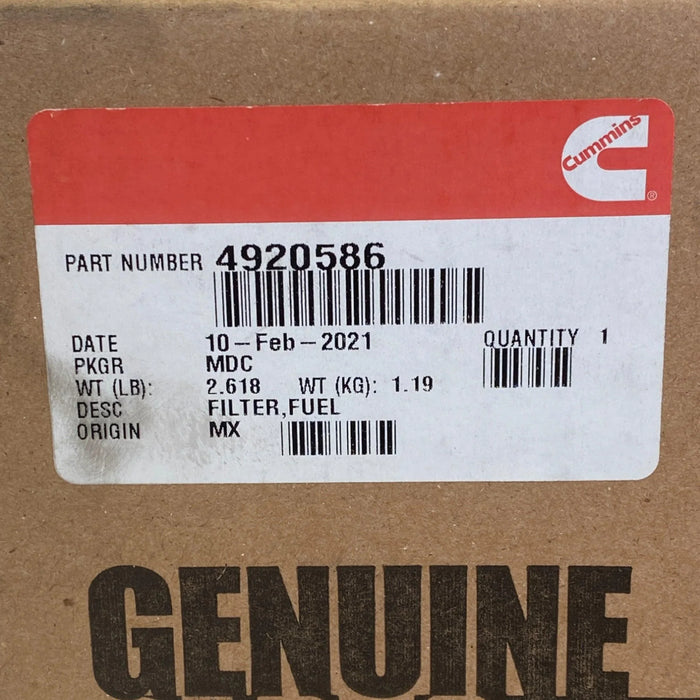 Cummins
®
PART NUMBER 4920586
DATE 10-Feb-2021 QUANTITY 1
PKGR MDC
WT (LB): 2.618 WT (KG): 1.19
DESC FILTER,FUEL
ORIGIN MX
GENUINE